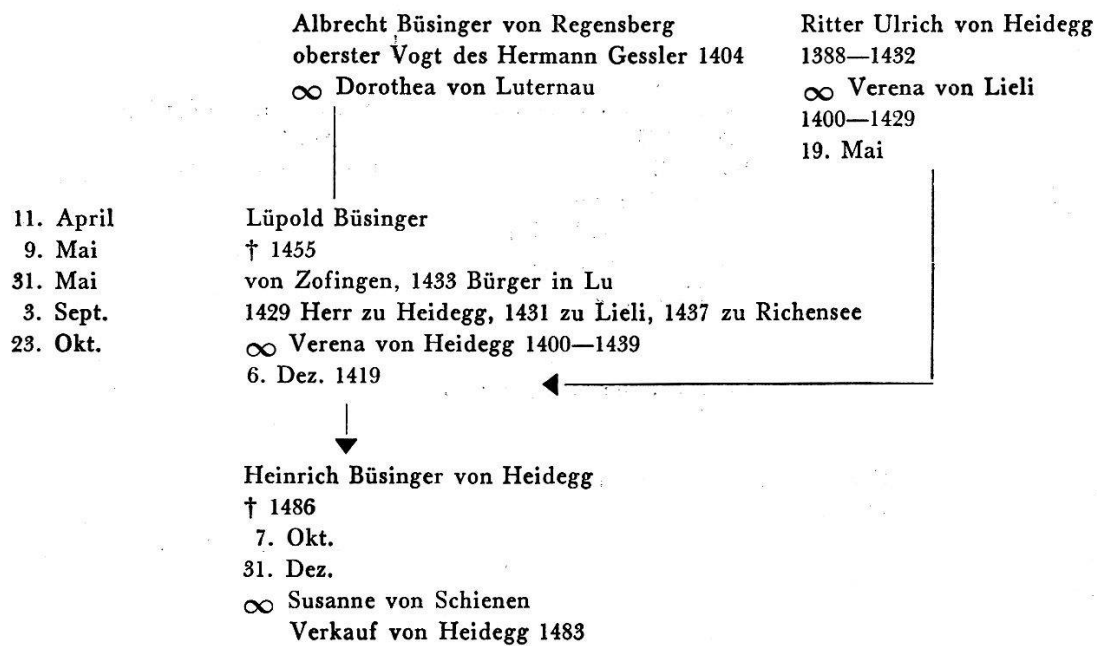 Albrecht Büsinger von Regensberg
oberster Vogt des Hermann Gessler 1404
∞ Dorothea von Luternau
Ritter Ulrich von Heidegg
1388—1432
∞ Verena von Lieli
1400—1429
19. Mai
11. April
9. Mai
31. Mai
3. Sept.
23. Okt.
Lüpold Büsinger
† 1455
von Zofingen, 1433 Bürger in Lu
1429 Herr zu Heidegg, 1431 zu Lieli, 1437 zu Richensee
∞ Verena von Heidegg 1400—1439
6. Dez. 1419
Heinrich Büsinger von Heidegg
† 1486
7. Okt.
31. Dez.
∞ Susanne von Schienen
Verkauf von Heidegg 1483